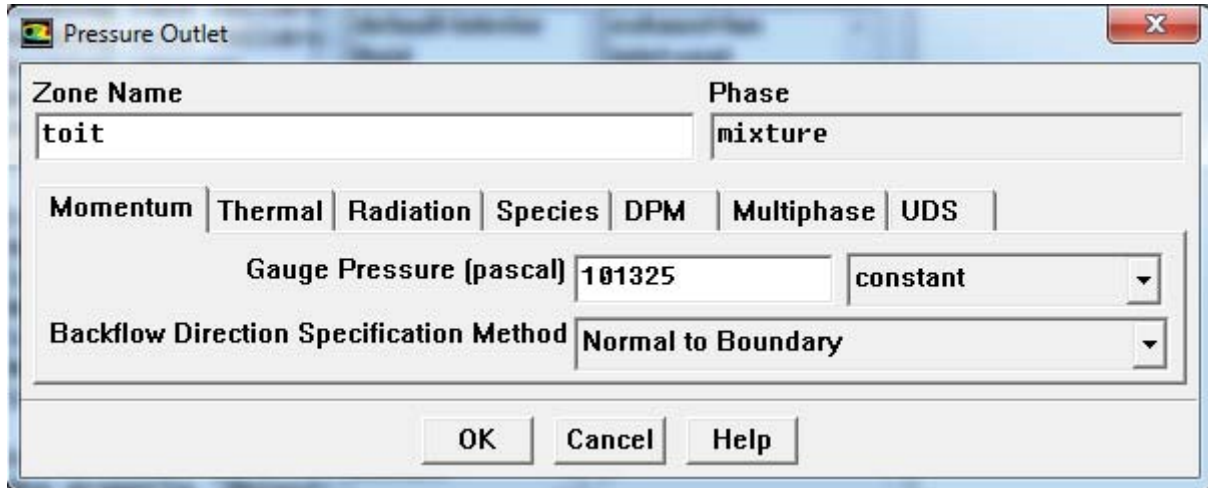 Pressure Outlet
Zone Name Phase
toit mixture
Momentum Thermal Radiation Species DPM Multiphase UDS
Gauge Pressure (pascal) 101325 constant
Backflow Direction Specification Method Normal to Boundary
OK Cancel Help